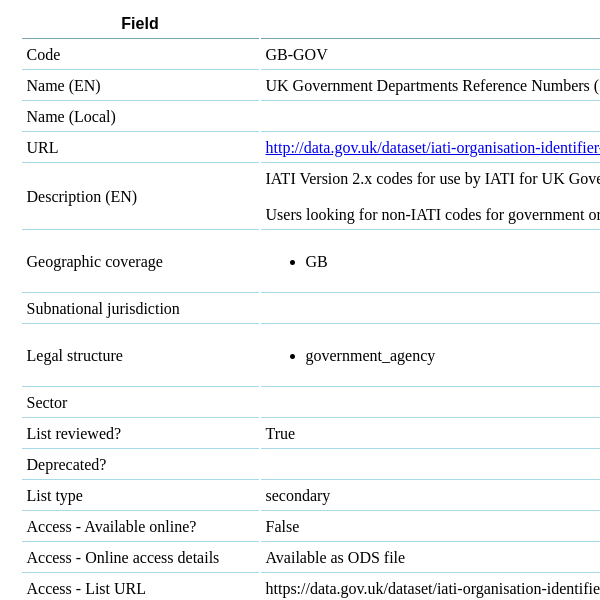 Field
Code GB-GOV
Name (EN) UK Government Departments Reference Numbers (
Name (Local)
URL http://data.gov.uk/dataset/iati-organisation-identifier-
IATI Version 2.x codes for use by IATI for UK Gove
Description (EN)
Users looking for non-IATI codes for government or
Geographic coverage • GB
Subnational jurisdiction
Legal structure • government_agency
Sector
List reviewed? True
Deprecated?
List type secondary
Access - Available online? False
Access - Online access details Available as ODS file
Access - List URL https://data.gov.uk/dataset/iati-organisation-identifie